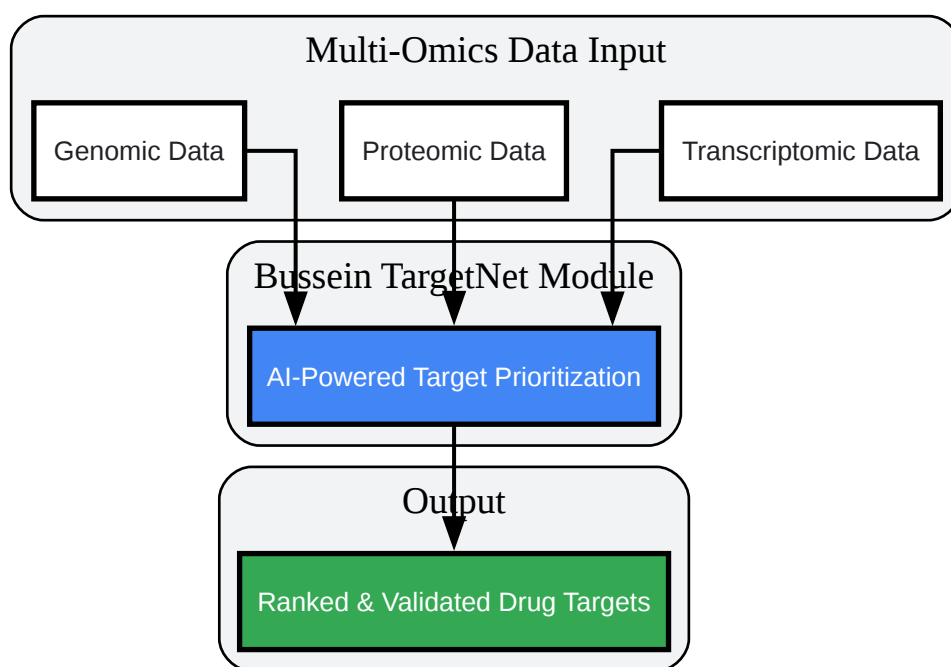 Multi-Omics Data Input
Genomic Data
Proteomic Data
Transcriptomic Data
Bussein TargetNet Module
AI-Powered Target Prioritization
Output
Ranked & Validated Drug Targets